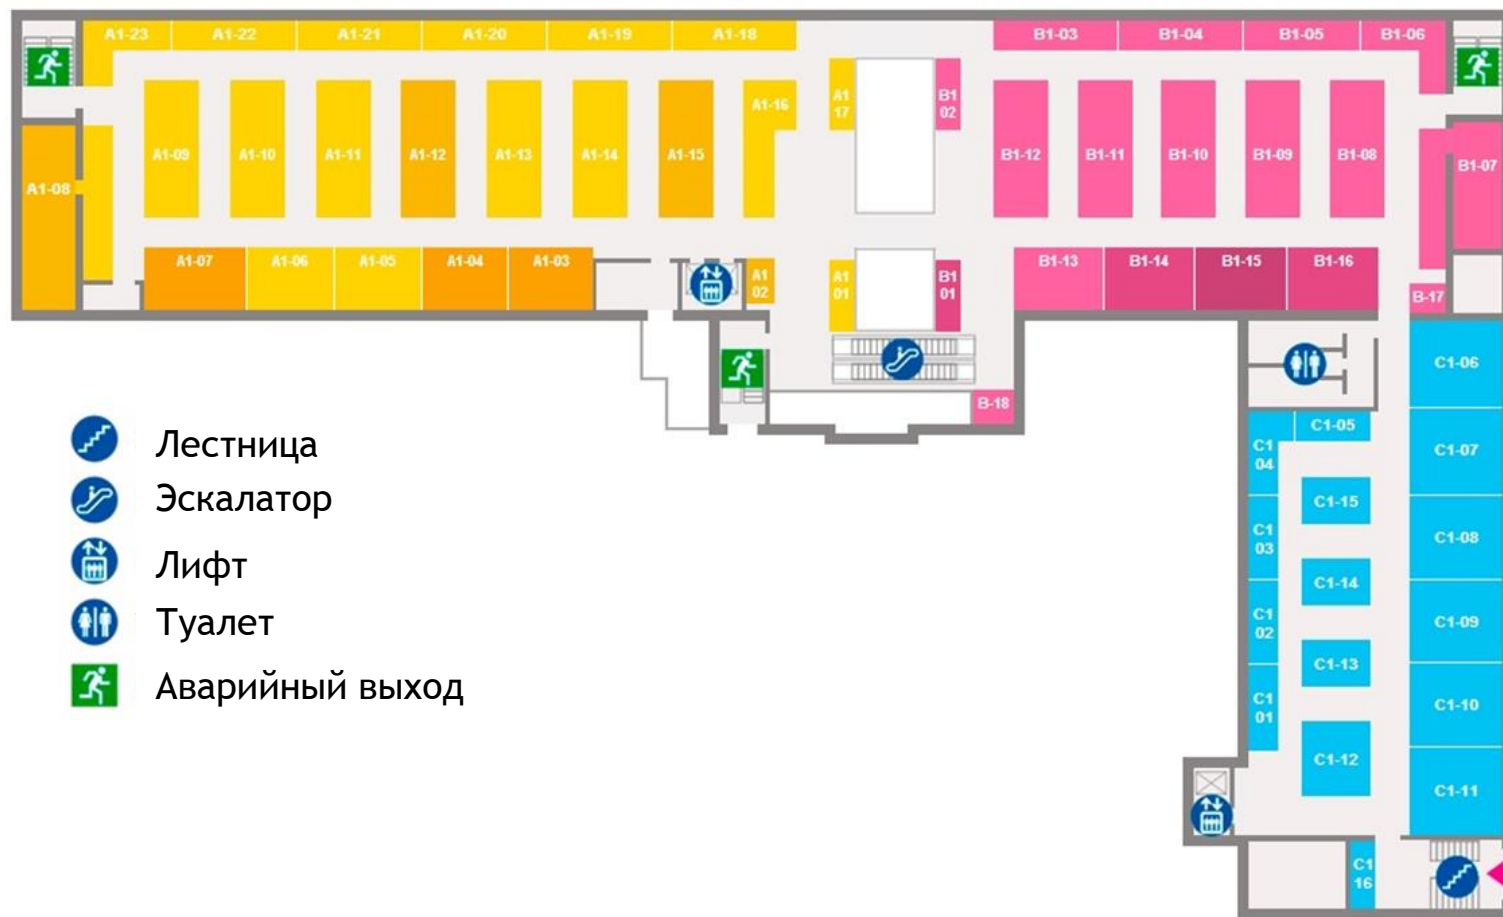 A1-23 A1-22 A1-21 A1-20 A1-19 A1-18 B1-03 B1-04 B1-05 B1-06
A1-16
A1
17
B1
02
A1-09 A1-10 A1-11 A1-12 A1-13 A1-14 A1-15 B1-12 B1-11 B1-10 B1-09 B1-08 B1-07
A1-08
A1-07 A1-06 A1-05 A1-04 A1-03
A1
02
A1
01
B1
01
B1-13 B1-14 B1-15 B1-16
B-17
B-18
C1-06
C1-05
C1
04
C1-07
C1-15
C1
03
C1-08
C1-14
C1
02
C1-09
C1-13
C1
01
C1-10
C1-12
C1-11
C1
16
Лестница
Эскалатор
Лифт
Туалет
Аварийный выход